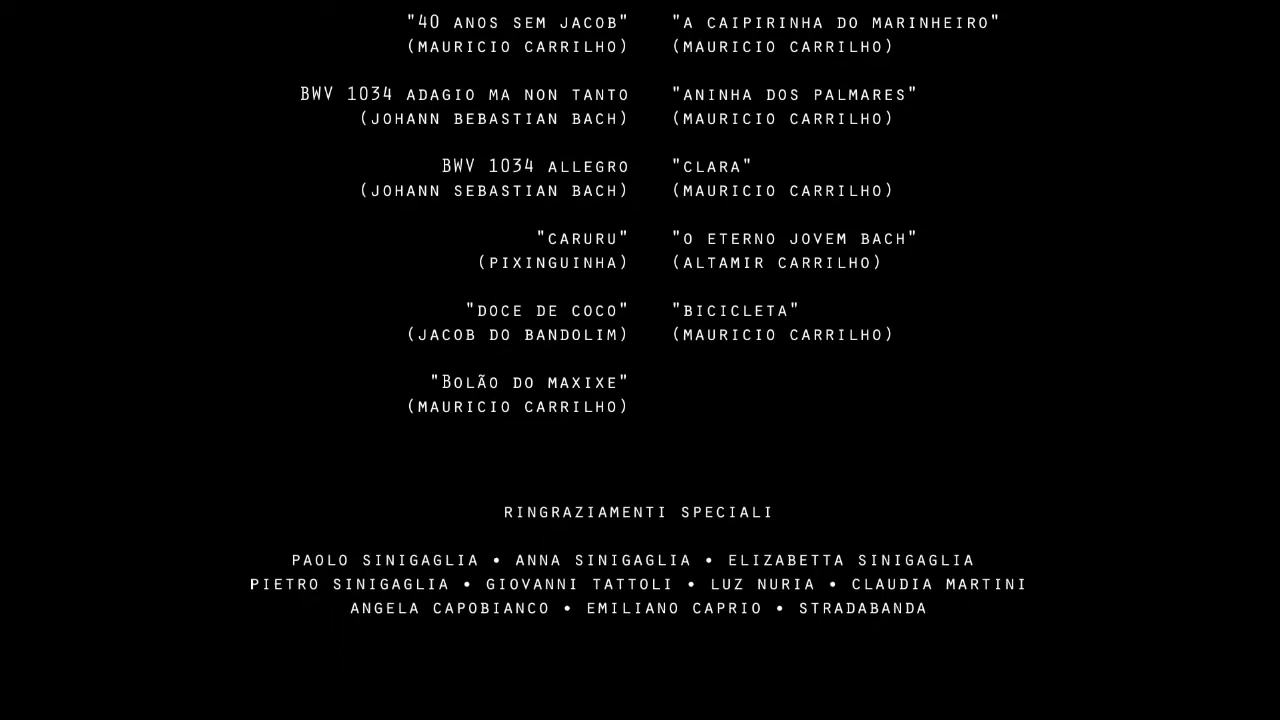 "40 ANOS SEM JACOB"
(MAURICIO CARRILHO)
BWV 1034 ADAGIO MA NON TANTO
(JOHANN BEBASTIAN BACH)
BWV 1034 ALLEGRO
(JOHANN SEBASTIAN BACH)
"CARURU"
(PIXINGUINHA)
"DOCE DE COCO"
(JACOB DO BANDOLIM)
"BOLÃO DO MAXIXE"
(MAURICIO CARRILHO)
"A CAIPIRINHA DO MARINHEIRO"
(MAURICIO CARRILHO)
"ANINHA DOS PALMARES"
(MAURICIO CARRILHO)
"CLARA"
(MAURICIO CARRILHO)
"O ETERNO JOVEM BACH"
(ALTAMIR CARRILHO)
"BICICLETA"
(MAURICIO CARRILHO)
RINGRAZIAMENTI SPECIALI
PAOLO SINIGAGLIA • ANNA SINIGAGLIA • ELIZABETTA SINIGAGLIA
PIETRO SINIGAGLIA • GIOVANNI TATTOLI • LUZ NURIA • CLAUDIA MARTINI
ANGELA CAPOBIANCO • EMILIANO CAPRIO • STRADABANDA